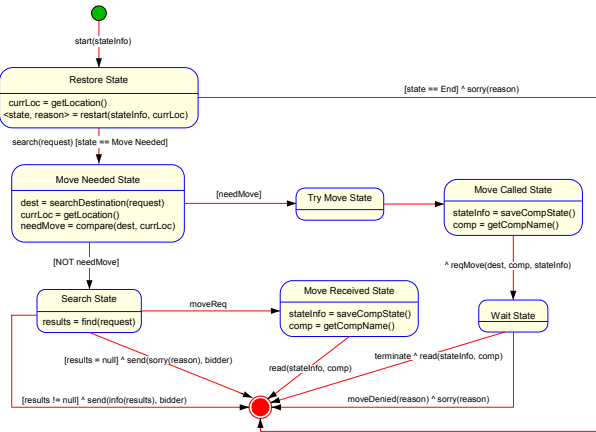 start(stateInfo)
Restore State
currLoc = getLocation()
<state, reason> = restart(stateInfo, currLoc)
[state == End] ^ sorry(reason)
search(request) [state == Move Needed]
Move Needed State
dest = searchDestination(request)
currLoc = getLocation()
needMove = compare(dest, currLoc)
[needMove]
Try Move State
Move Called State
stateInfo = saveCompState()
comp = getCompName()
[NOT needMove]
^ reqMove(dest, comp, stateInfo)
Search State
results = find(request)
moveReq
Move Received State
stateInfo = saveCompState()
comp = getCompName()
Wait State
[results = null] ^ send(sorry(reason), bidder)
read(stateInfo, comp)
terminate ^ read(stateInfo, comp)
[results != null] ^ send(info(results), bidder)
moveDenied(reason) ^ sorry(reason)